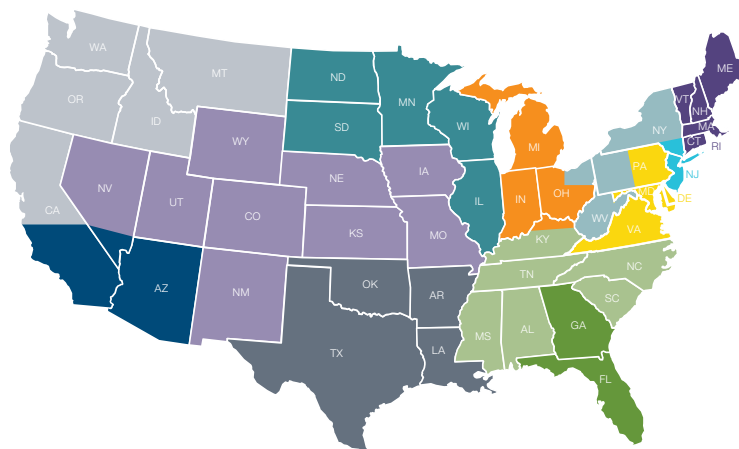 WA
MT
ND
MN
ME
VT
NH
OR
ID
SD
WI
MI
NY
MA
CT
RI
WY
IA
PA
NJ
NV
NE
IL
IN
OH
MD
DE
CA
UT
CO
KS
MO
WV
VA
KY
AZ
NM
OK
AR
TN
NC
SC
TX
LA
MS
AL
GA
FL